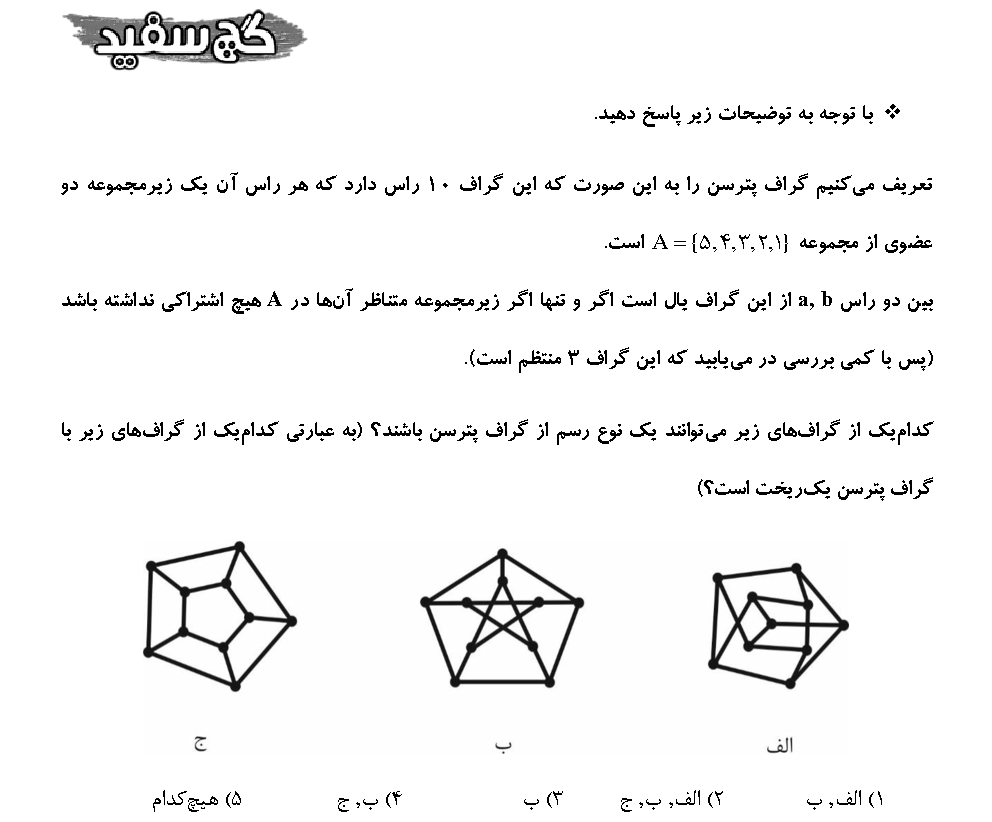 گچ سفید
❖ با توجه به توضیحات زیر پاسخ دهید.
تعریف می‌کنیم گراف پترسن را به این صورت که این گراف ۱۰ راس دارد که هر راس آن یک زیرمجموعه دو
عضوی از مجموعه A = {۵,۴,۳,۲,۱} است.
بین دو راس a, b از این گراف یال است اگر و تنها اگر زیرمجموعه متناظر آن‌ها در A هیچ اشتراکی نداشته باشد
(پس با کمی بررسی در می‌یابید که این گراف ۳ منتظم است).
کدام‌یک از گراف‌های زیر می‌توانند یک نوع رسم از گراف پترسن باشند؟ (به عبارتی کدام‌یک از گراف‌های زیر با
گراف پترسن یک‌ریخت است؟)
الف ب ج
۱) الف, ب ۲) الف, ب, ج ۳) ب ۴) ب, ج ۵) هیچ‌کدام